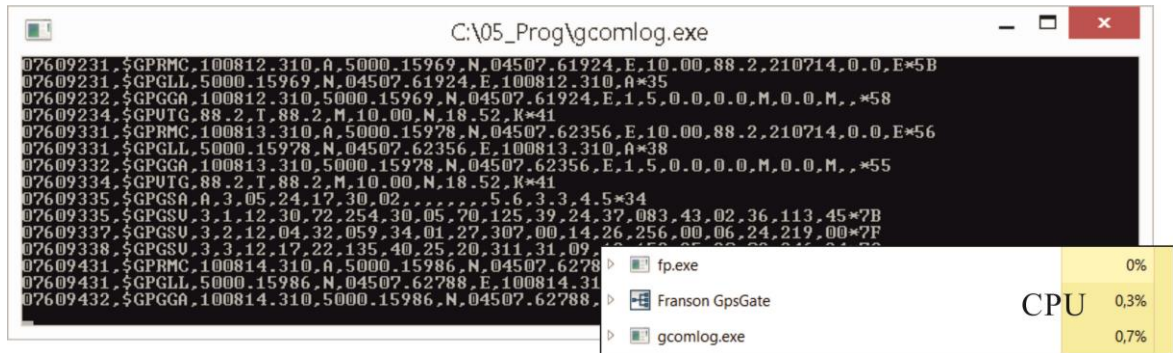 C:\05_Prog\gcomlog.exe
07609231,$GPRMC,100812.310,A,5000.15969,N,04507.61924,E,10.00,88.2,210714,0.0,E*5B
07609231,$GPGLL,5000.15969,N,04507.61924,E,100812.310,A*35
07609232,$GPGGA,100812.310,5000.15969,N,04507.61924,E,1,5,0.0,0.0,M,0.0,M,,*58
07609234,$GPVTG,88.2,T,88.2,M,10.00,N,18.52,K*41
07609331,$GPRMC,100813.310,A,5000.15978,N,04507.62356,E,10.00,88.2,210714,0.0,E*56
07609331,$GPGLL,5000.15978,N,04507.62356,E,100813.310,A*38
07609332,$GPGGA,100813.310,5000.15978,N,04507.62356,E,1,5,0.0,0.0,M,0.0,M,,*55
07609334,$GPVTG,88.2,T,88.2,M,10.00,N,18.52,K*41
07609335,$GPGSA,A,3,05,24,17,30,02,,,,,,,,5.6,3.3,4.5*34
07609335,$GPGSV,3,1,12,30,72,254,30,05,70,125,39,24,37,083,43,02,36,113,45*7B
07609337,$GPGSV,3,2,12,04,32,059,34,01,27,307,00,14,26,256,00,06,24,219,00*7F
07609338,$GPGSV,3,3,12,17,22,135,40,25,20,311,31,09
07609431,$GPRMC,100814.310,A,5000.15986,N,04507.62788
07609431,$GPGLL,5000.15986,N,04507.62788,E,100814.31
07609432,$GPGGA,100814.310,5000.15986,N,04507.62788,
fp.exe 0%
Franson GpsGate CPU 0,3%
gcomlog.exe 0,7%